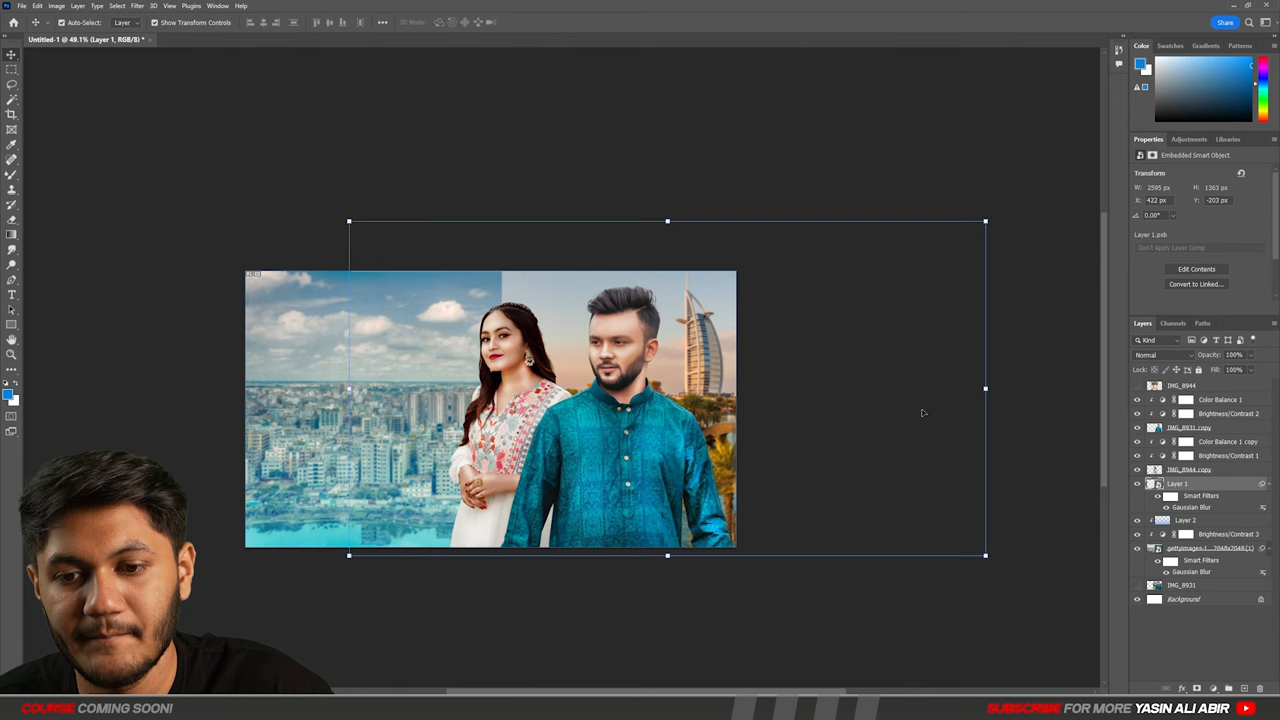 File Edit Image Layer Type Select Filter 3D View Plugins Window Help
Auto-Select: Layer Show Transform Controls 3D Mode: Share
Untitled-1 @ 49.1% (Layer 1, RGB/8) *
Color Swatches Gradients Patterns
Properties Adjustments Libraries
Embedded Smart Object
Transform
W: 2595 px H: 1363 px
X: 422 px Y: -203 px
0.00°
Layer 1.psb
Don't Apply Layer Comp
Edit Contents
Convert to Linked...
Layers Channels Paths
Kind
Normal Opacity: 100%
Lock: Fill: 100%
IMG_8944
Color Balance 1
Brightness/Contrast 2
IMG_8931 copy
Color Balance 1 copy
Brightness/Contrast 1
IMG_8944 copy
Layer 1
Smart Filters
Gaussian Blur
Layer 2
Brightness/Contrast 3
gettyimages-1...2048x2048 (1)
Smart Filters
Gaussian Blur
IMG_8931
Background
COURSE COMING SOON! SUBSCRIBE FOR MORE YASIN ALI ABIR